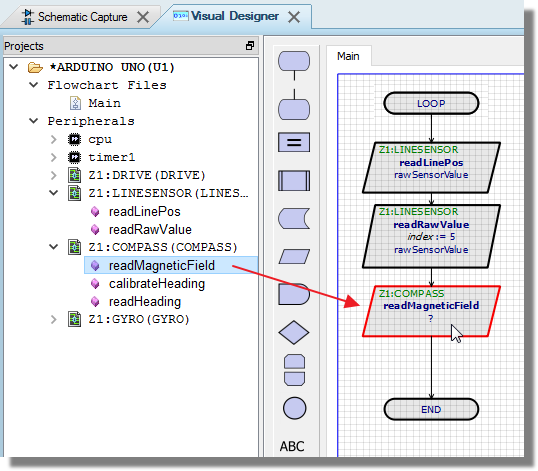 Schematic Capture
Visual Designer
Projects
*ARDUINO UNO(U1)
Flowchart Files
Main
Peripherals
cpu
timer1
Z1:DRIVE(DRIVE)
Z1:LINESENSOR(LINES...
readLinePos
readRawValue
Z1:COMPASS(COMPASS)
readMagneticField
calibrateHeading
readHeading
Z1:GYRO(GYRO)
ABC
Main
LOOP
Z1:LINESENSOR
readLinePos
rawSensorValue
Z1:LINESENSOR
readRawValue
index := 5
rawSensorValue
Z1:COMPASS
readMagneticField
?
END